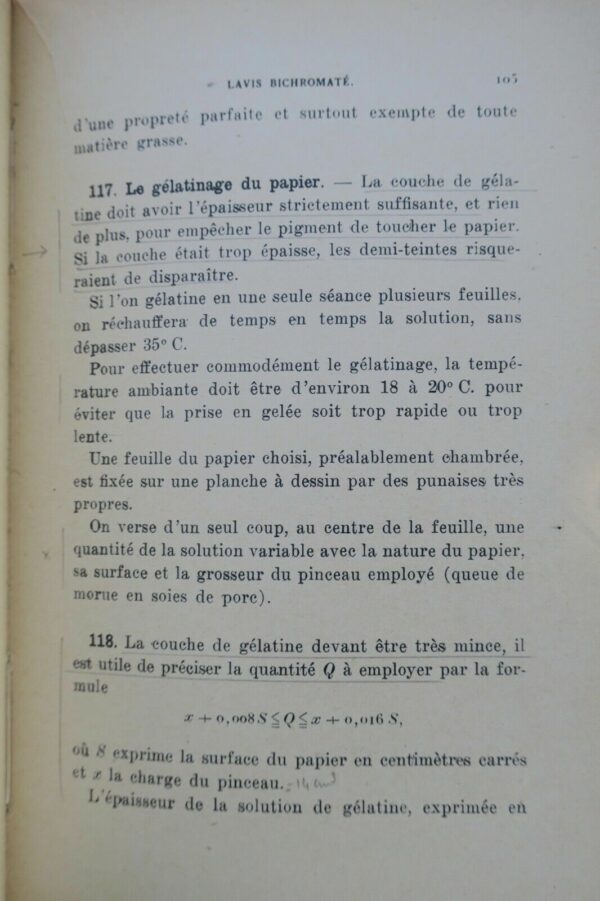 LAVIS BICHROMATÉ. 105
d'une propreté parfaite et surtout exempte de toute
matière grasse.
117. Le gélatinage du papier. — La couche de géla-
tine doit avoir l'épaisseur strictement suffisante, et rien
de plus, pour empêcher le pigment de toucher le papier.
Si la couche était trop épaisse, les demi-teintes risque-
raient de disparaître.
Si l'on gélatine en une seule séance plusieurs feuilles,
on réchauffera de temps en temps la solution, sans
dépasser 35° C.
Pour effectuer commodément le gélatinage, la tempé-
rature ambiante doit être d'environ 18 à 20° C. pour
éviter que la prise en gelée soit trop rapide ou trop
lente.
Une feuille du papier choisi, préalablement chambrée,
est fixée sur une planche à dessin par des punaises très
propres.
On verse d'un seul coup, au centre de la feuille, une
quantité de la solution variable avec la nature du papier,
sa surface et la grosseur du pinceau employé (queue de
morue en soies de porc).
118. La couche de gélatine devant être très mince, il
est utile de préciser la quantité Q à employer par la for-
mule
x + 0,008 S ≦ Q ≦ x + 0,016 S,
où S exprime la surface du papier en centimètres carrés
et x la charge du pinceau. 14 cm³
L'épaisseur de la solution de gélatine, exprimée en